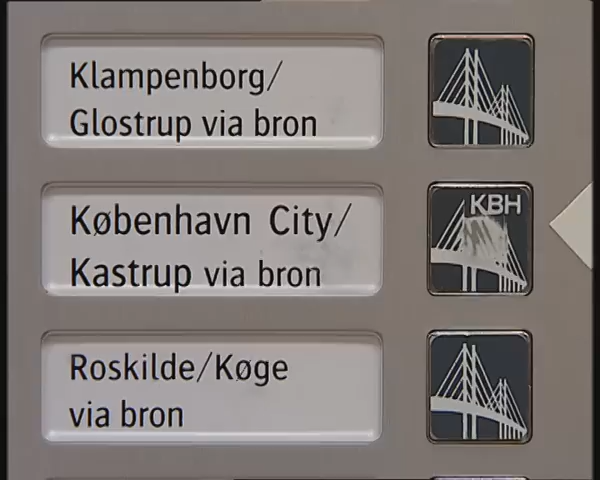 Klampenborg/
Glostrup via bron
København City/
Kastrup via bron
KBH
Roskilde/Køge
via bron